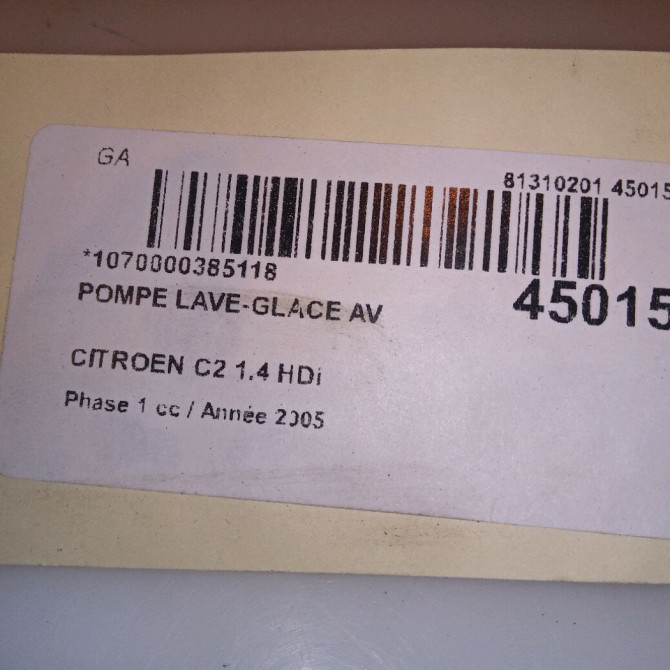 GA
81310201 45015
*1070000385118
45015
POMPE LAVE-GLACE AV
CITROEN C2 1.4 HDi
Phase 1 cc / Année 2005